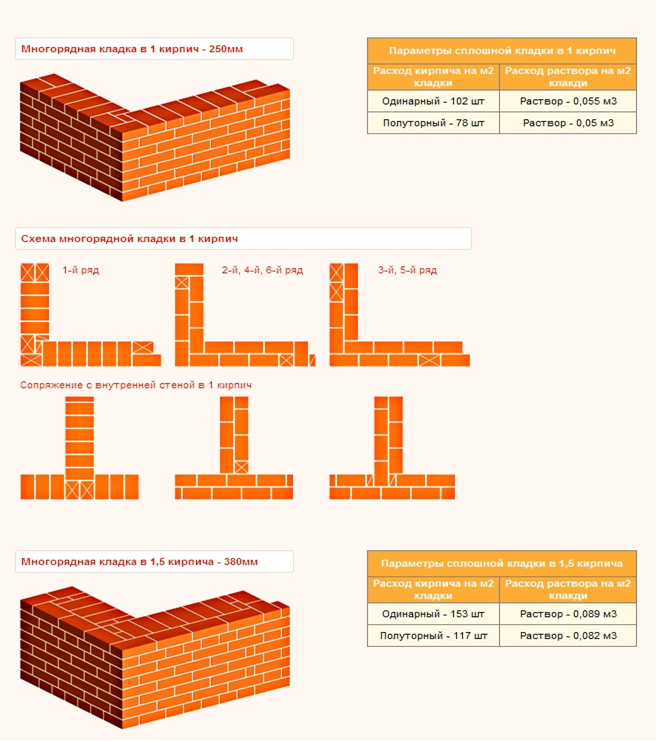 Многорядная кладка в 1 кирпич - 250мм
Параметры сплошной кладки в 1 кирпич
Расход кирпича на м2 кладки
Расход раствора на м2 клакди
Одинарный - 102 шт
Раствор - 0,055 м3
Полуторный - 78 шт
Раствор - 0,05 м3
Схема многорядной кладки в 1 кирпич
1-й ряд
2-й, 4-й, 6-й ряд
3-й, 5-й ряд
Сопряжение с внутренней стеной в 1 кирпич
Многорядная кладка в 1,5 кирпича - 380мм
Параметры сплошной кладки в 1,5 кирпича
Расход кирпича на м2 кладки
Расход раствора на м2 клакди
Одинарный - 153 шт
Раствор - 0,089 м3
Полуторный - 117 шт
Раствор - 0,082 м3